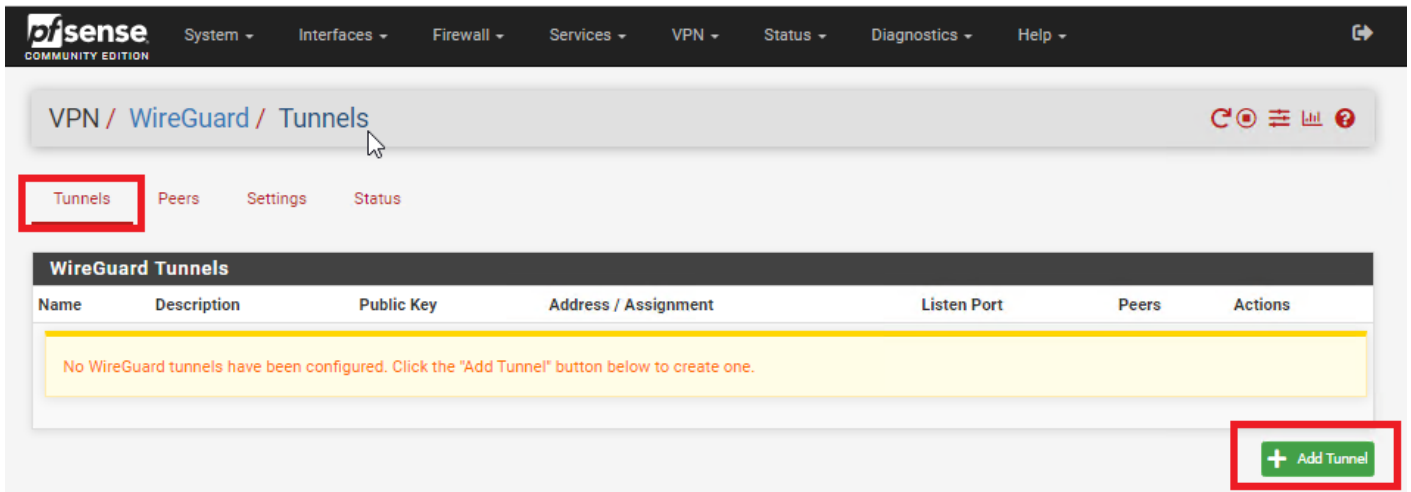 pfsense System Interfaces Firewall Services VPN Status Diagnostics Help
COMMUNITY EDITION
VPN / WireGuard / Tunnels
Tunnels Peers Settings Status
WireGuard Tunnels
Name Description Public Key Address / Assignment Listen Port Peers Actions
No WireGuard tunnels have been configured. Click the "Add Tunnel" button below to create one.
Add Tunnel